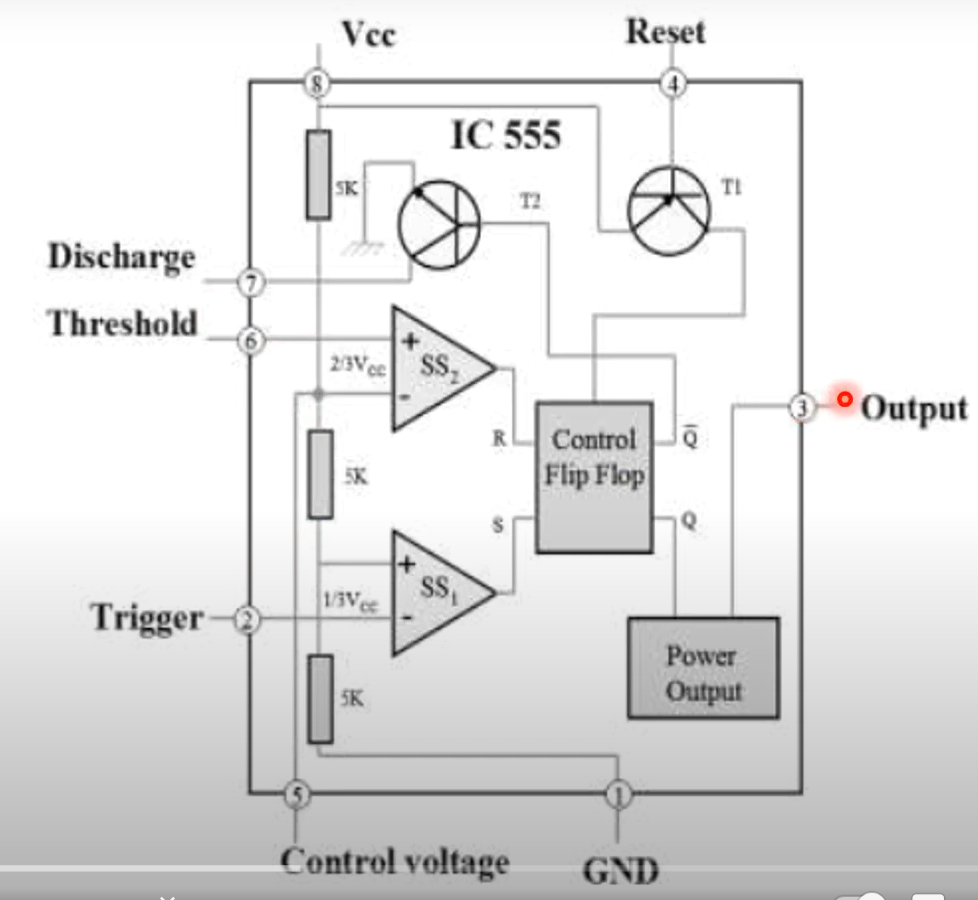 Vcc
Reset
8
4
IC 555
5K
T2
T1
Discharge
7
Threshold
6
+
2/3Vcc
SS2
-
3
Output
R
Control
Flip Flop
Q̅
5K
S
Q
+
SS1
1/3Vcc
Trigger
2
-
Power
Output
5K
5
1
Control voltage
GND